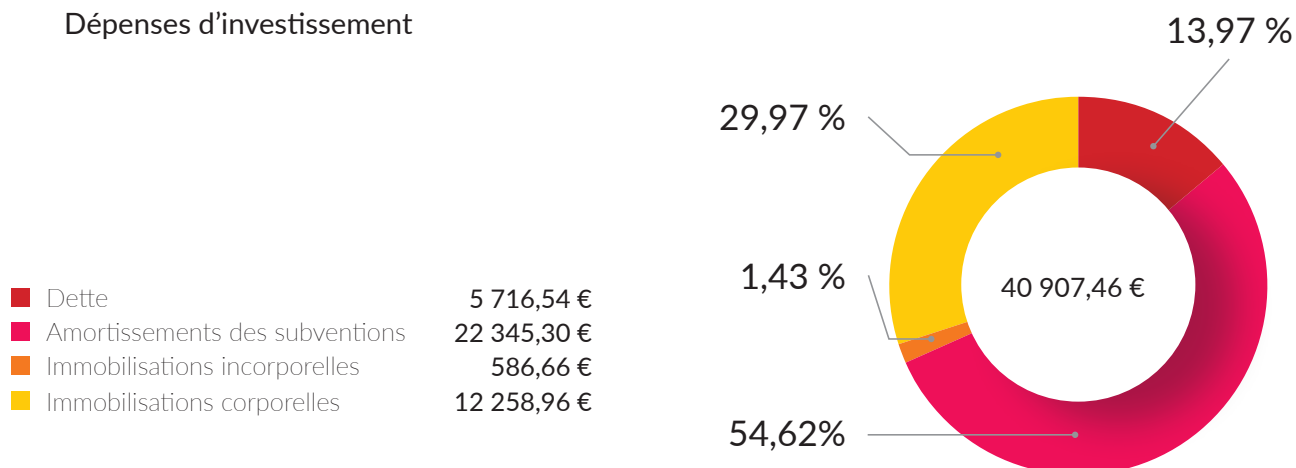 Dépenses d’investissement
13,97 %
29,97 %
1,43 %
40 907,46 €
54,62%
Dette 5 716,54 €
Amortissements des subventions 22 345,30 €
Immobilisations incorporelles 586,66 €
Immobilisations corporelles 12 258,96 €